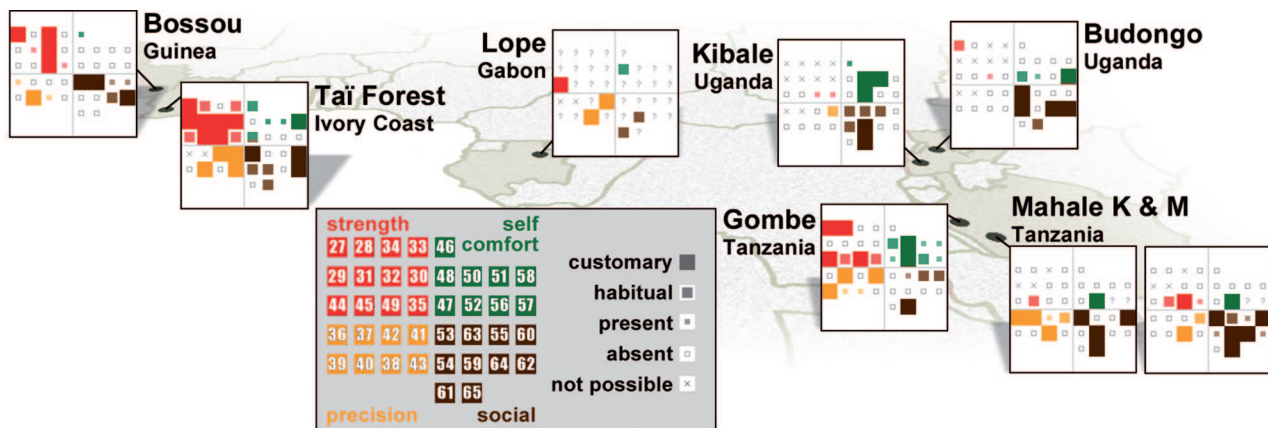 Bossou
Guinea
Taï Forest
Ivory Coast
Lope
Gabon
Kibale
Uganda
Budongo
Uganda
Gombe
Tanzania
Mahale K & M
Tanzania
strength
self
comfort
27 28 34 33 46
29 31 32 30 48 50 51 58
44 45 49 35 47 52 56 57
36 37 42 41 53 63 55 60
39 40 38 43 54 59 64 62
61 65
precision
social
customary
habitual
present
absent
not possible